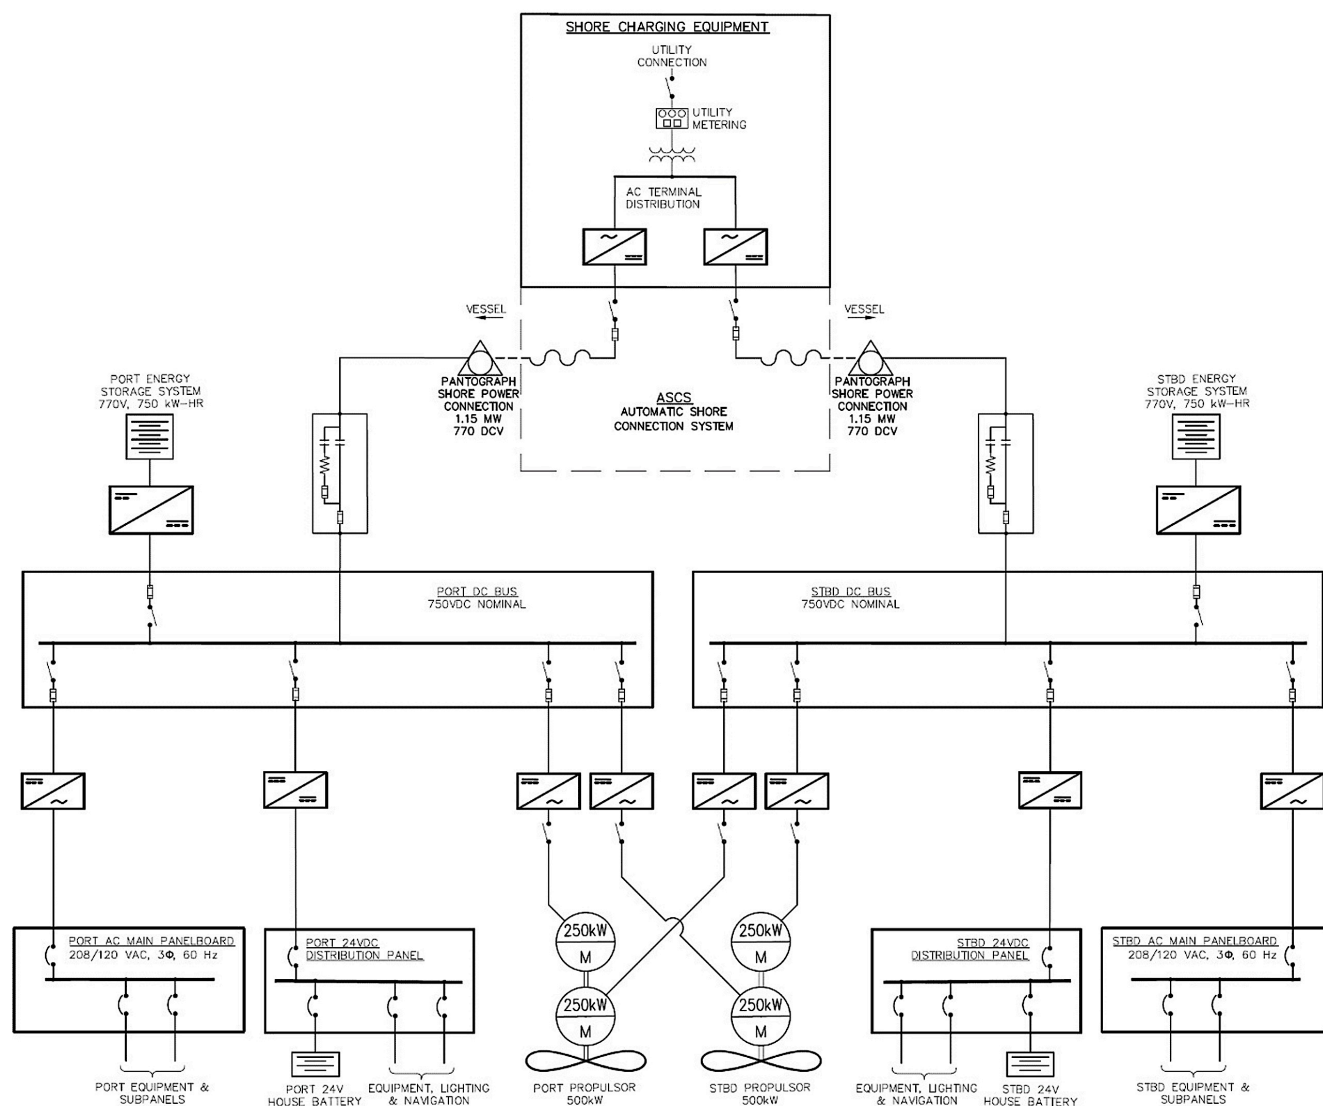 SHORE CHARGING EQUIPMENT
UTILITY
CONNECTION
UTILITY
METERING
AC TERMINAL
DISTRIBUTION
VESSEL
VESSEL
PANTOGRAPH
SHORE POWER
CONNECTION
1.15 MW
770 DCV
ASCS
AUTOMATIC SHORE
CONNECTION SYSTEM
PANTOGRAPH
SHORE POWER
CONNECTION
1.15 MW
770 DCV
PORT ENERGY
STORAGE SYSTEM
770V, 750 kW-HR
STBD ENERGY
STORAGE SYSTEM
770V, 750 kW-HR
PORT DC BUS
750VDC NOMINAL
STBD DC BUS
750VDC NOMINAL
PORT AC MAIN PANELBOARD
208/120 VAC, 3Φ, 60 Hz
PORT 24VDC
DISTRIBUTION PANEL
250kW
M
250kW
M
250kW
M
250kW
M
STBD 24VDC
DISTRIBUTION PANEL
STBD AC MAIN PANELBOARD
208/120 VAC, 3Φ, 60 Hz
PORT EQUIPMENT &
SUBPANELS
PORT 24V
HOUSE BATTERY
EQUIPMENT, LIGHTING
& NAVIGATION
PORT PROPULSOR
500kW
STBD PROPULSOR
500kW
EQUIPMENT, LIGHTING
& NAVIGATION
STBD 24V
HOUSE BATTERY
STBD EQUIPMENT &
SUBPANELS